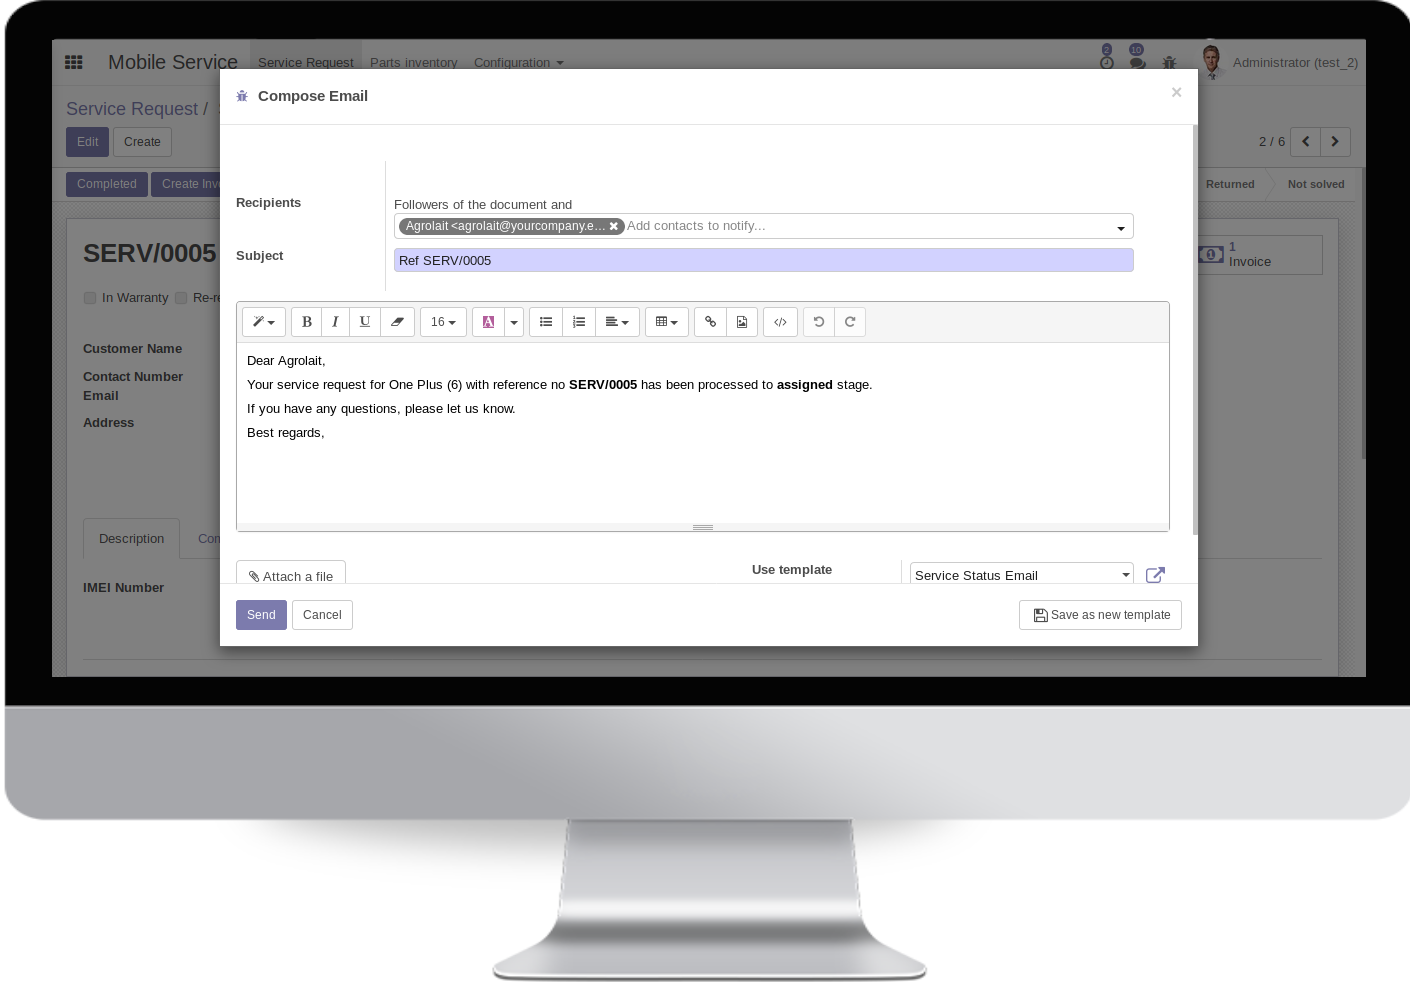 Mobile Service Service Request Parts inventory Configuration 2 10 Administrator (test_2)
Service Request /
Edit Create 2 / 6
Completed Create Inv Returned Not solved
SERV/0005
1
Invoice
In Warranty Re-re
Customer Name
Contact Number
Email
Address
Description Con
IMEI Number
Compose Email ×
Recipients
Followers of the document and
Agrolait <agrolait@yourcompany.e... Add contacts to notify...
Subject Ref SERV/0005
B I U 16 A
Dear Agrolait,
Your service request for One Plus (6) with reference no SERV/0005 has been processed to assigned stage.
If you have any questions, please let us know.
Best regards,
Attach a file Use template Service Status Email
Send Cancel Save as new template